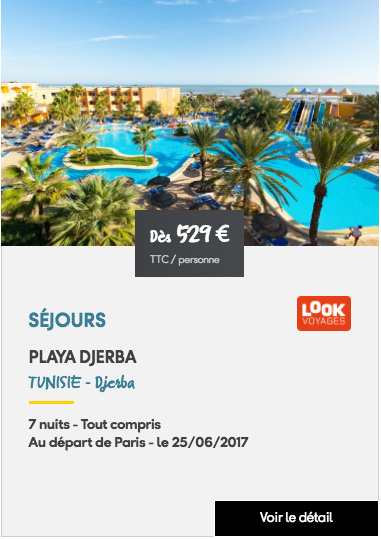 Dès 529 €
TTC / personne
SÉJOURS
LOOK
VOYAGES
PLAYA DJERBA
TUNISIE - Djerba
7 nuits - Tout compris
Au départ de Paris - le 25/06/2017
Voir le détail